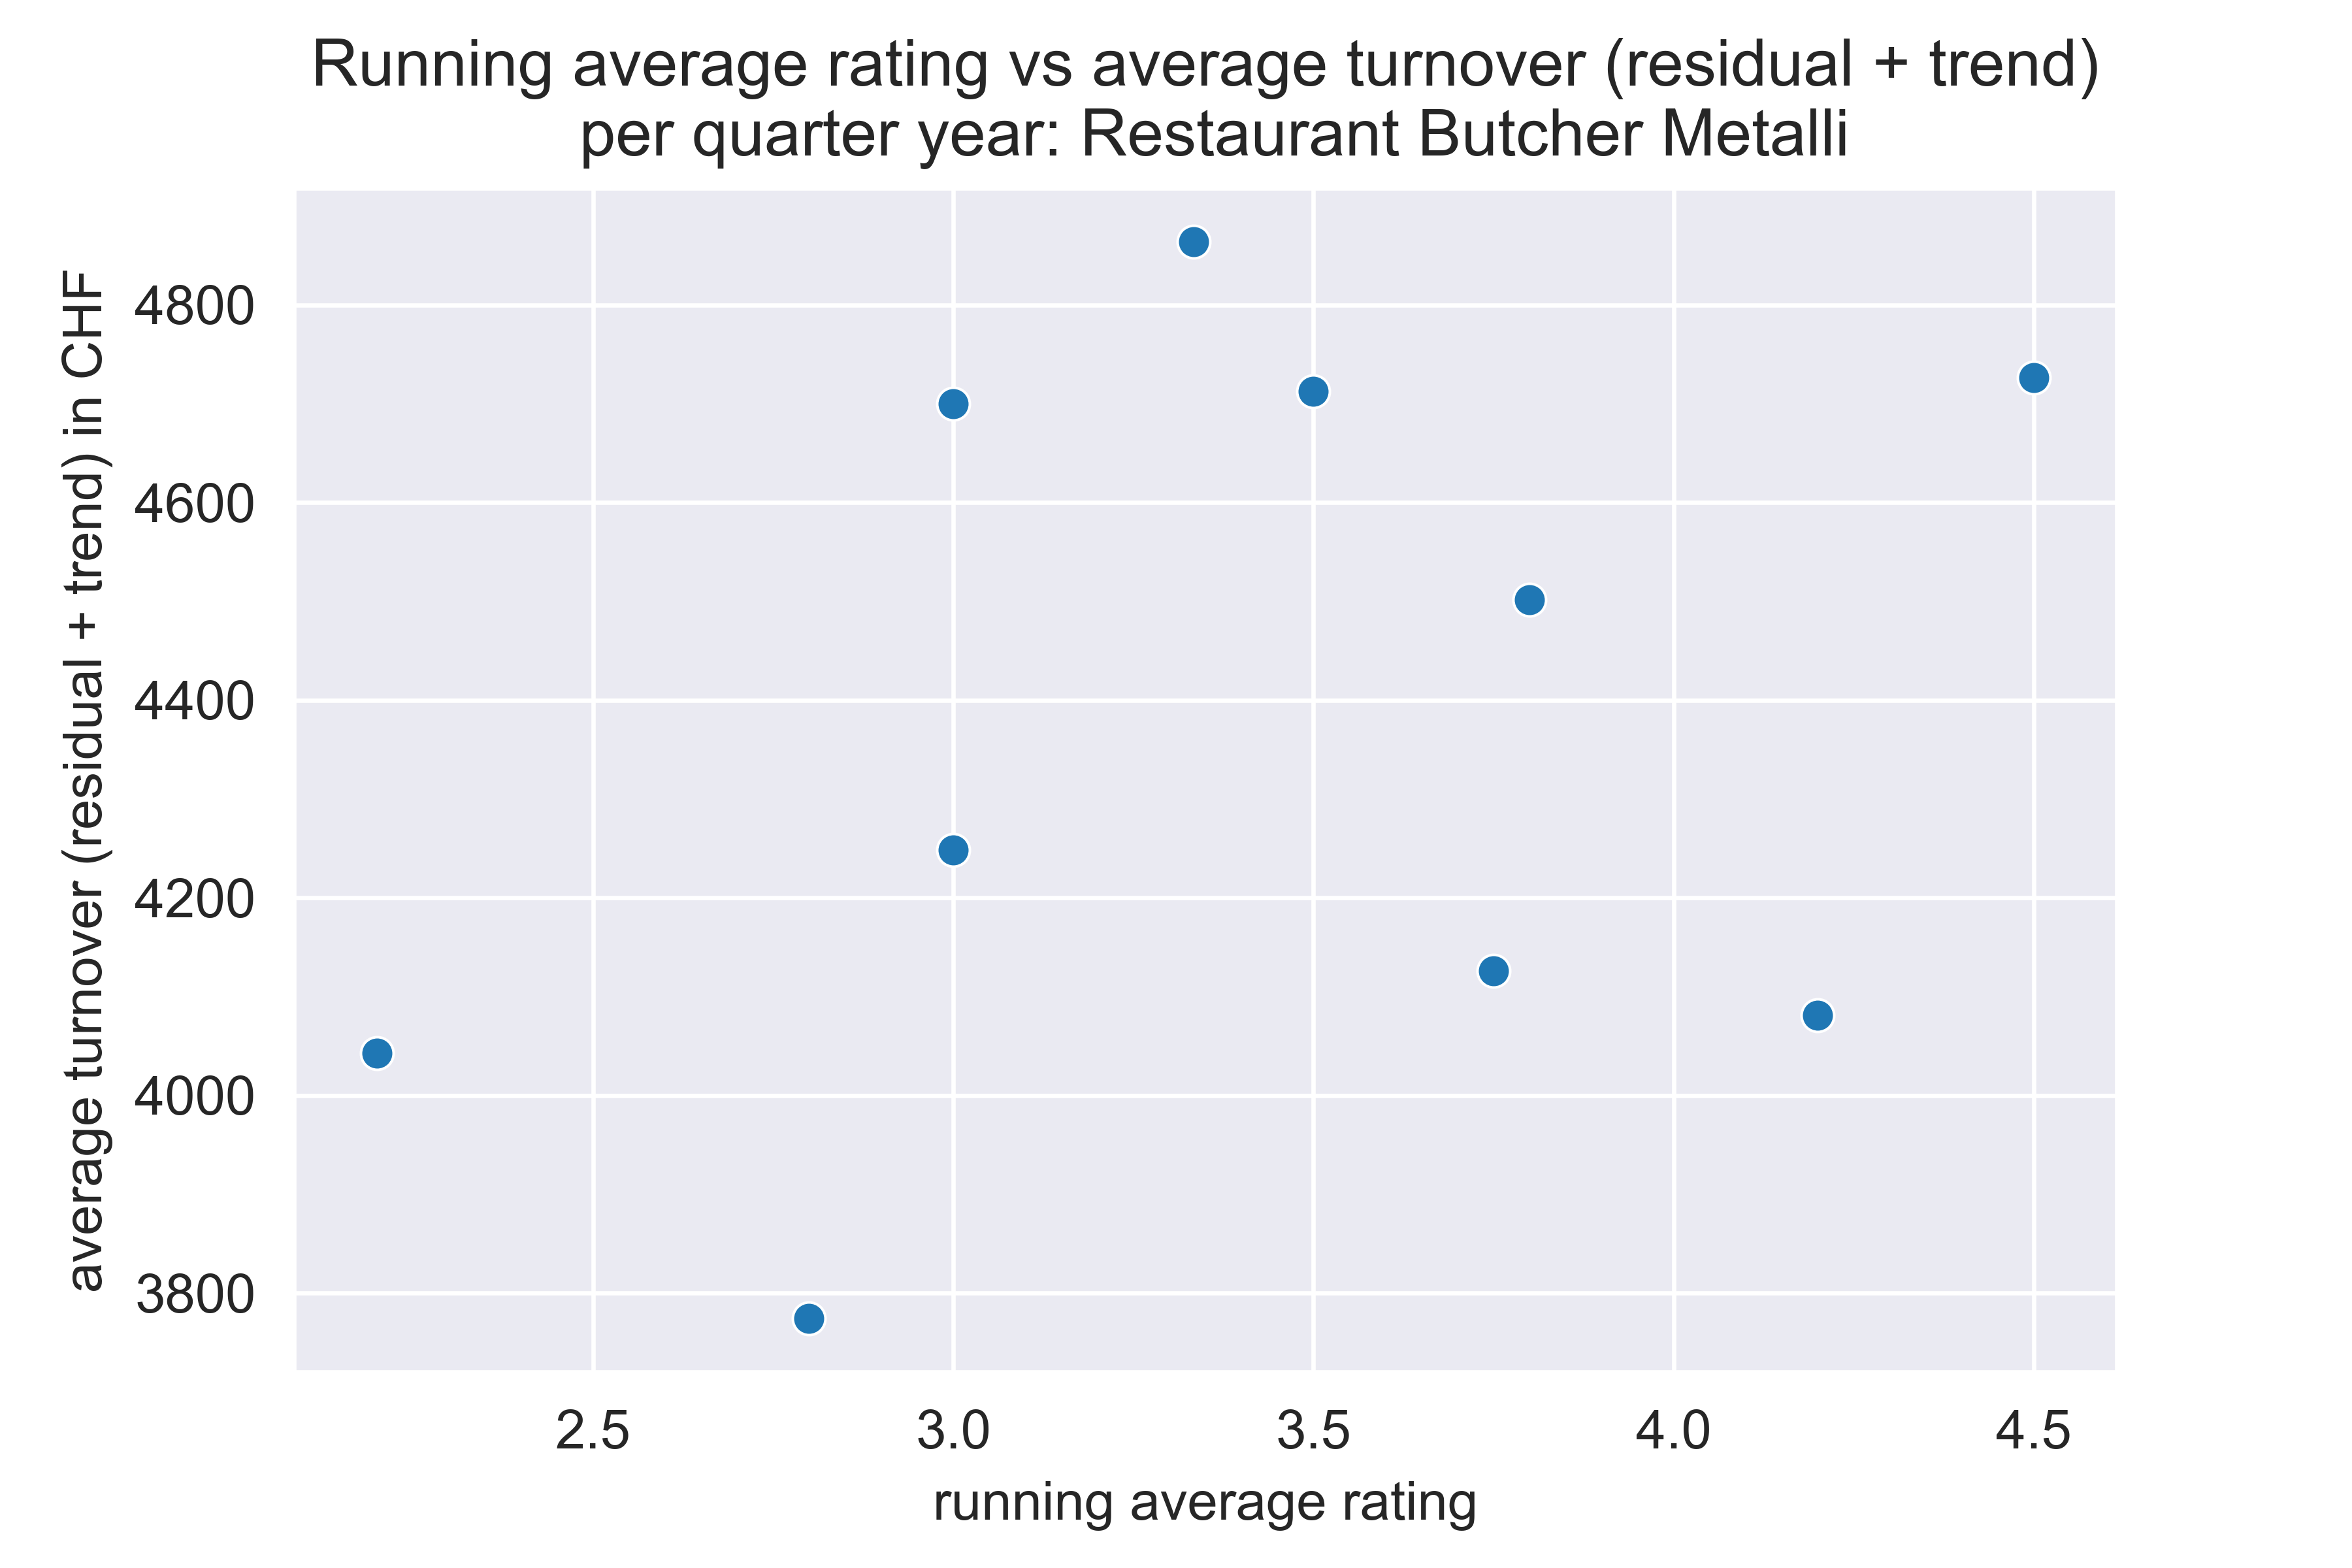 Running average rating vs average turnover (residual + trend)
per quarter year: Restaurant Butcher Metalli
average turnover (residual + trend) in CHF
4800
4600
4400
4200
4000
3800
2.5 3.0 3.5 4.0 4.5
running average rating